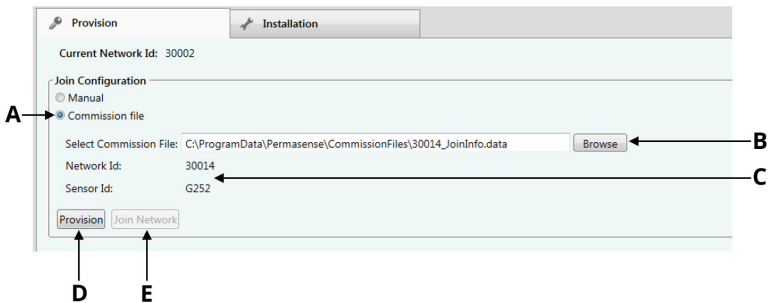 Provision
Installation
Current Network Id: 30002
Join Configuration
Manual
A
Commission file
Select Commission File: C:\ProgramData\Permasense\CommissionFiles\30014_JoinInfo.data Browse
B
Network Id: 30014
C
Sensor Id: G252
Provision Join Network
D E